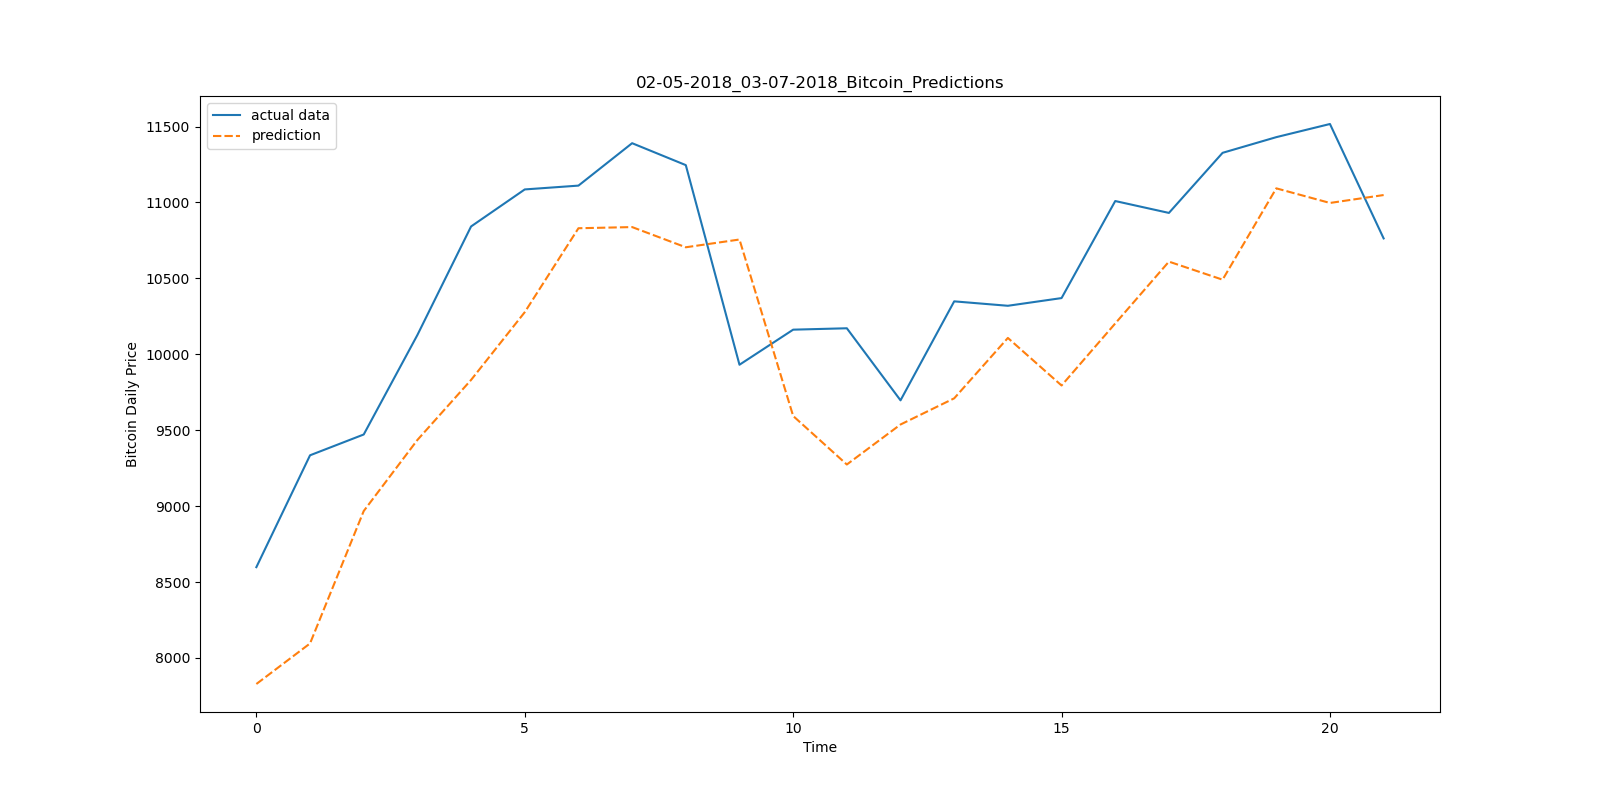 02-05-2018_03-07-2018_Bitcoin_Predictions
actual data
prediction
11500
11000
10500
10000
9500
9000
8500
8000
Bitcoin Daily Price
0 5 10 15 20
Time